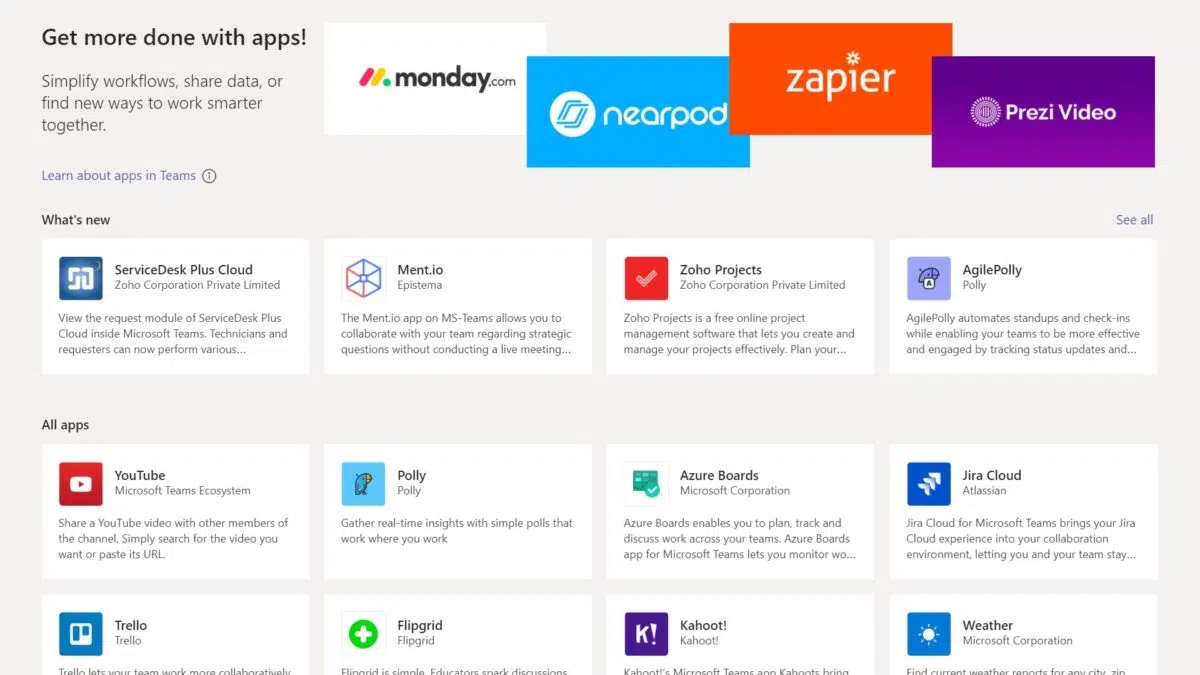 Get more done with apps!
Simplify workflows, share data, or
find new ways to work smarter
together.
Learn about apps in Teams
monday.com
nearpod
zapier
Prezi Video
What's new
See all
ServiceDesk Plus Cloud
Zoho Corporation Private Limited
View the request module of ServiceDesk Plus
Cloud inside Microsoft Teams. Technicians and
requesters can now perform various...
Ment.io
Epistema
The Ment.io app on MS-Teams allows you to
collaborate with your team regarding strategic
questions without conducting a live meeting...
Zoho Projects
Zoho Corporation Private Limited
Zoho Projects is a free online project
management software that lets you create and
manage your projects effectively. Plan your...
AgilePolly
Polly
AgilePolly automates standups and check-ins
while enabling your teams to be more effective
and engaged by tracking status updates and...
All apps
YouTube
Microsoft Teams Ecosystem
Share a YouTube video with other members of
the channel. Simply search for the video you
want or paste its URL.
Polly
Polly
Gather real-time insights with simple polls that
work where you work
Azure Boards
Microsoft Corporation
Azure Boards enables you to plan, track and
discuss work across your teams. Azure Boards
app for Microsoft Teams lets you monitor wo...
Jira Cloud
Atlassian
Jira Cloud for Microsoft Teams brings your Jira
Cloud experience into your collaboration
environment, letting you and your team stay...
Trello
Trello
Trello lets your team work more collaboratively
Flipgrid
Flipgrid
Flipgrid is simple. Educators spark discussions
K!
Kahoot!
Kahoot!
Kahoot!'s Microsoft Teams app Kahoots bring
Weather
Microsoft Corporation
Find current weather reports for any city, zip